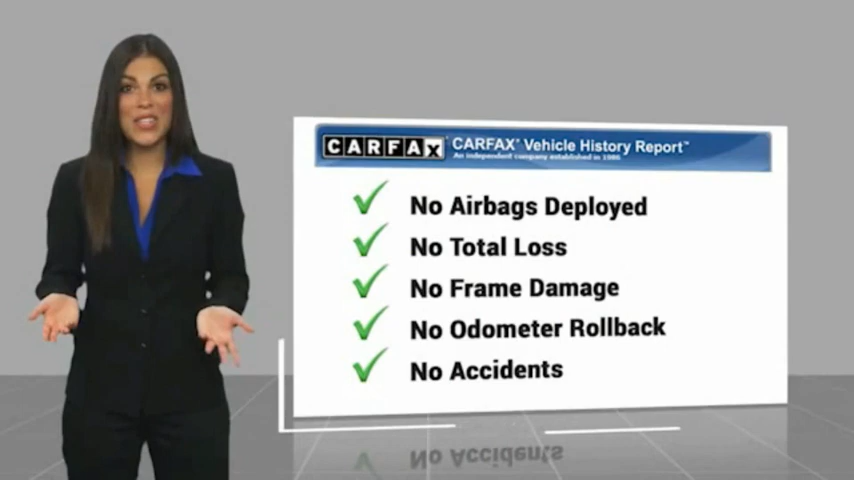 CARFAX CARFAX® Vehicle History Report™
An independent company established in 1986
No Airbags Deployed
No Total Loss
No Frame Damage
No Odometer Rollback
No Accidents
No Accidents